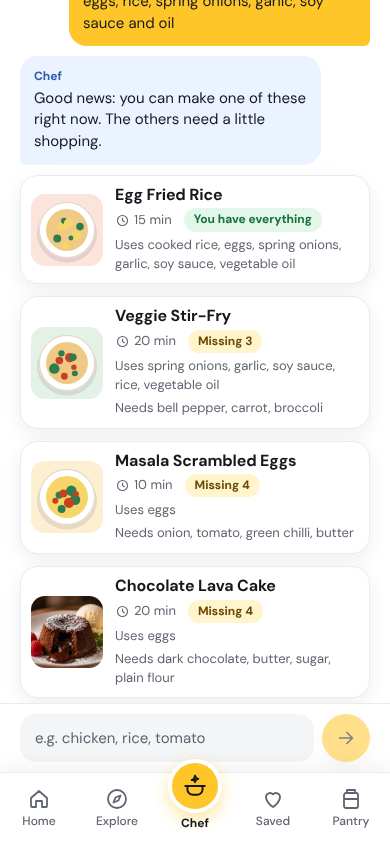 eggs, rice, spring onions, garlic, soy
sauce and oil
Chef
Good news: you can make one of these
right now. The others need a little
shopping.
Egg Fried Rice
15 min You have everything
Uses cooked rice, eggs, spring onions,
garlic, soy sauce, vegetable oil
Veggie Stir-Fry
20 min Missing 3
Uses spring onions, garlic, soy sauce,
rice, vegetable oil
Needs bell pepper, carrot, broccoli
Masala Scrambled Eggs
10 min Missing 4
Uses eggs
Needs onion, tomato, green chilli, butter
Chocolate Lava Cake
20 min Missing 4
Uses eggs
Needs dark chocolate, butter, sugar,
plain flour
e.g. chicken, rice, tomato
Home Explore Chef Saved Pantry